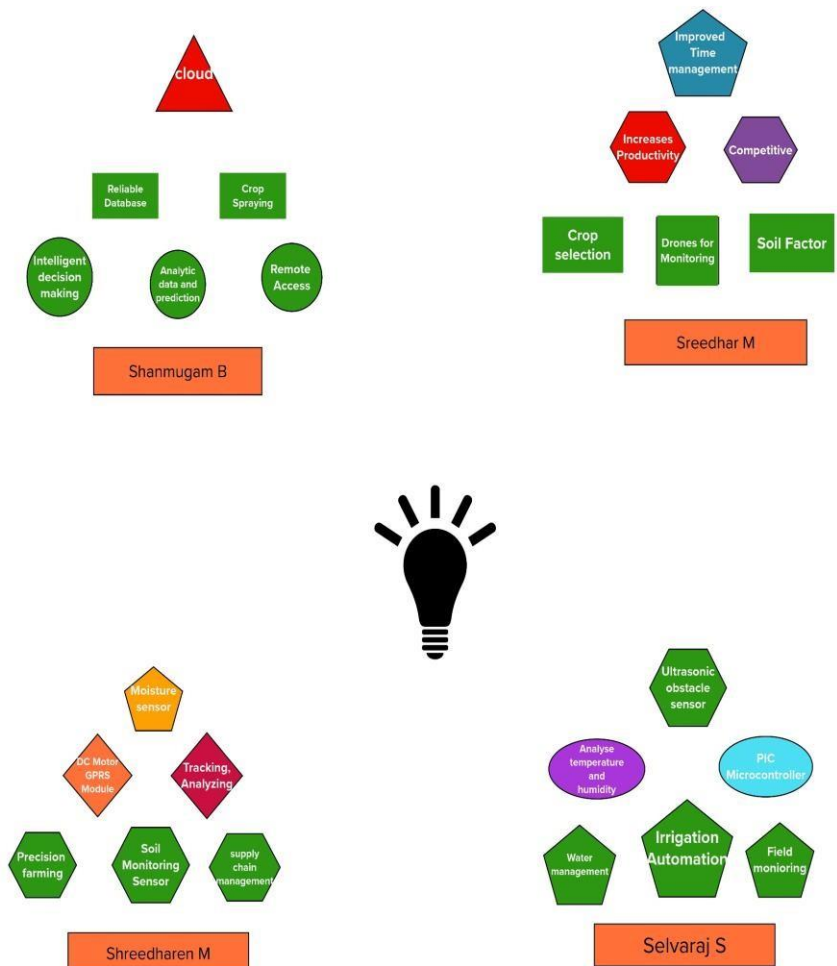 cloud
Reliable
Database
Crop
Spraying
Intelligent
decision
making
Analytic
data and
prediction
Remote
Access
Shanmugam B
Improved
Time
management
Increases
Productivity
Competitive
Crop
selection
Drones for
Monitoring
Soil Factor
Sreedhar M
Moisture
sensor
DC Motor
GPRS
Module
Tracking,
Analyzing
Precision
farming
Soil
Monitoring
Sensor
supply
chain
management
Shreedharen M
Ultrasonic
obstacle
sensor
Analyse
temperature
and
humidity
PIC
Microcontroller
Water
management
Irrigation
Automation
Field
monioring
Selvaraj S